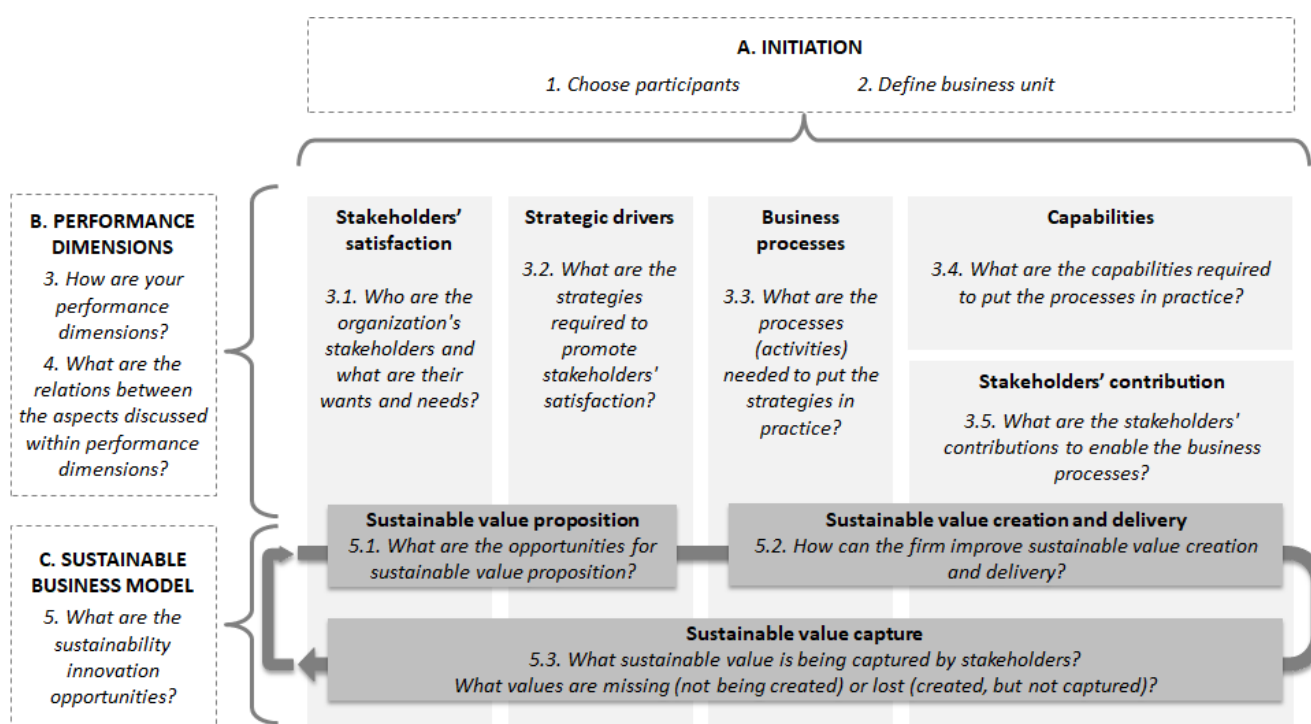 A. INITIATION
1. Choose participants 2. Define business unit
B. PERFORMANCE
DIMENSIONS
3. How are your
performance
dimensions?
4. What are the
relations between
the aspects discussed
within performance
dimensions?
Stakeholders'
satisfaction
3.1. Who are the
organization's
stakeholders and
what are their
wants and needs?
Strategic drivers
3.2. What are the
strategies
required to
promote
stakeholders'
satisfaction?
Business
processes
3.3. What are the
processes
(activities)
needed to put the
strategies in
practice?
Capabilities
3.4. What are the capabilities required
to put the processes in practice?
Stakeholders' contribution
3.5. What are the stakeholders'
contributions to enable the business
processes?
C. SUSTAINABLE
BUSINESS MODEL
5. What are the
sustainability
innovation
opportunities?
Sustainable value proposition
5.1. What are the opportunities for
sustainable value proposition?
Sustainable value creation and delivery
5.2. How can the firm improve sustainable value creation
and delivery?
Sustainable value capture
5.3. What sustainable value is being captured by stakeholders?
What values are missing (not being created) or lost (created, but not captured)?